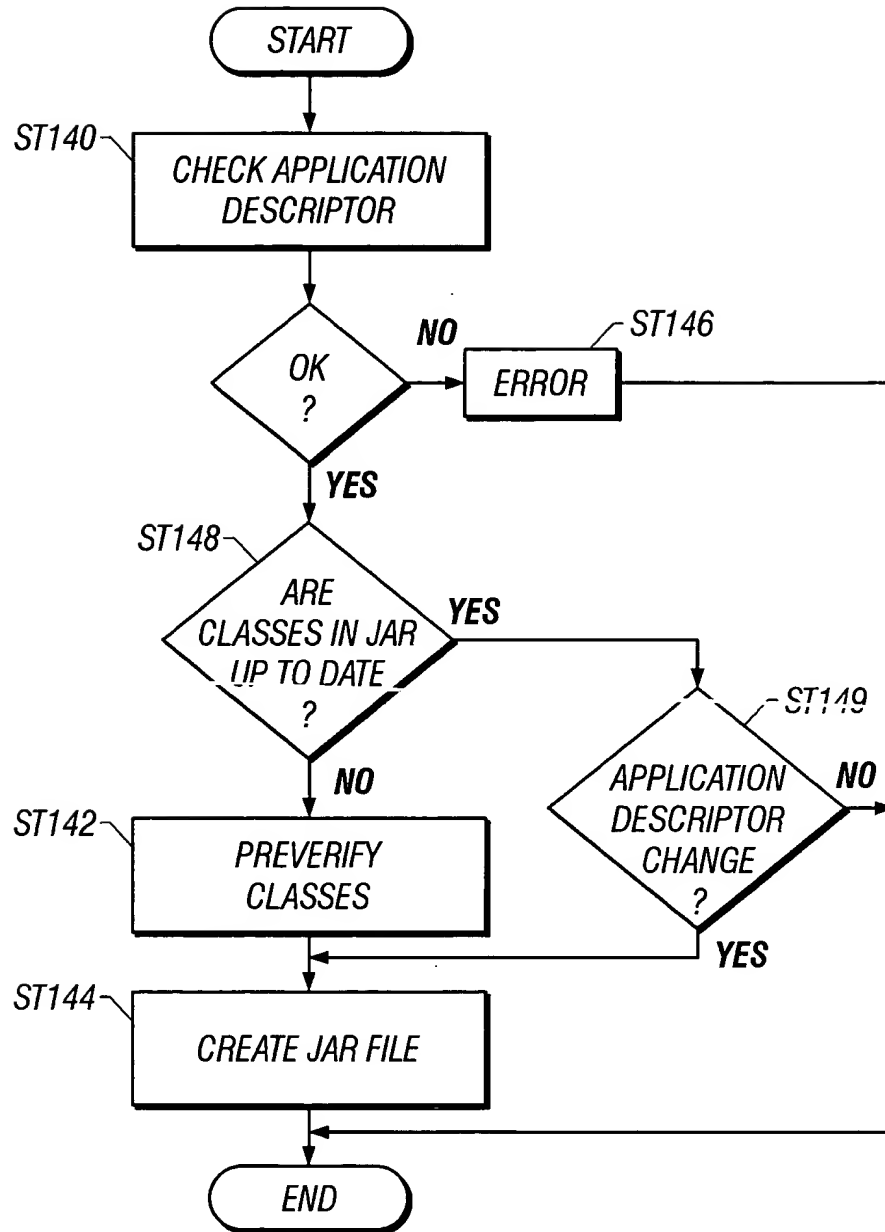 START
ST140
CHECK APPLICATION
DESCRIPTOR
OK
?
NO
ST146
ERROR
YES
ST148
ARE
CLASSES IN JAR
UP TO DATE
?
YES
NO
ST149
APPLICATION
DESCRIPTOR
CHANGE
?
NO
YES
ST142
PREVERIFY
CLASSES
ST144
CREATE JAR FILE
END